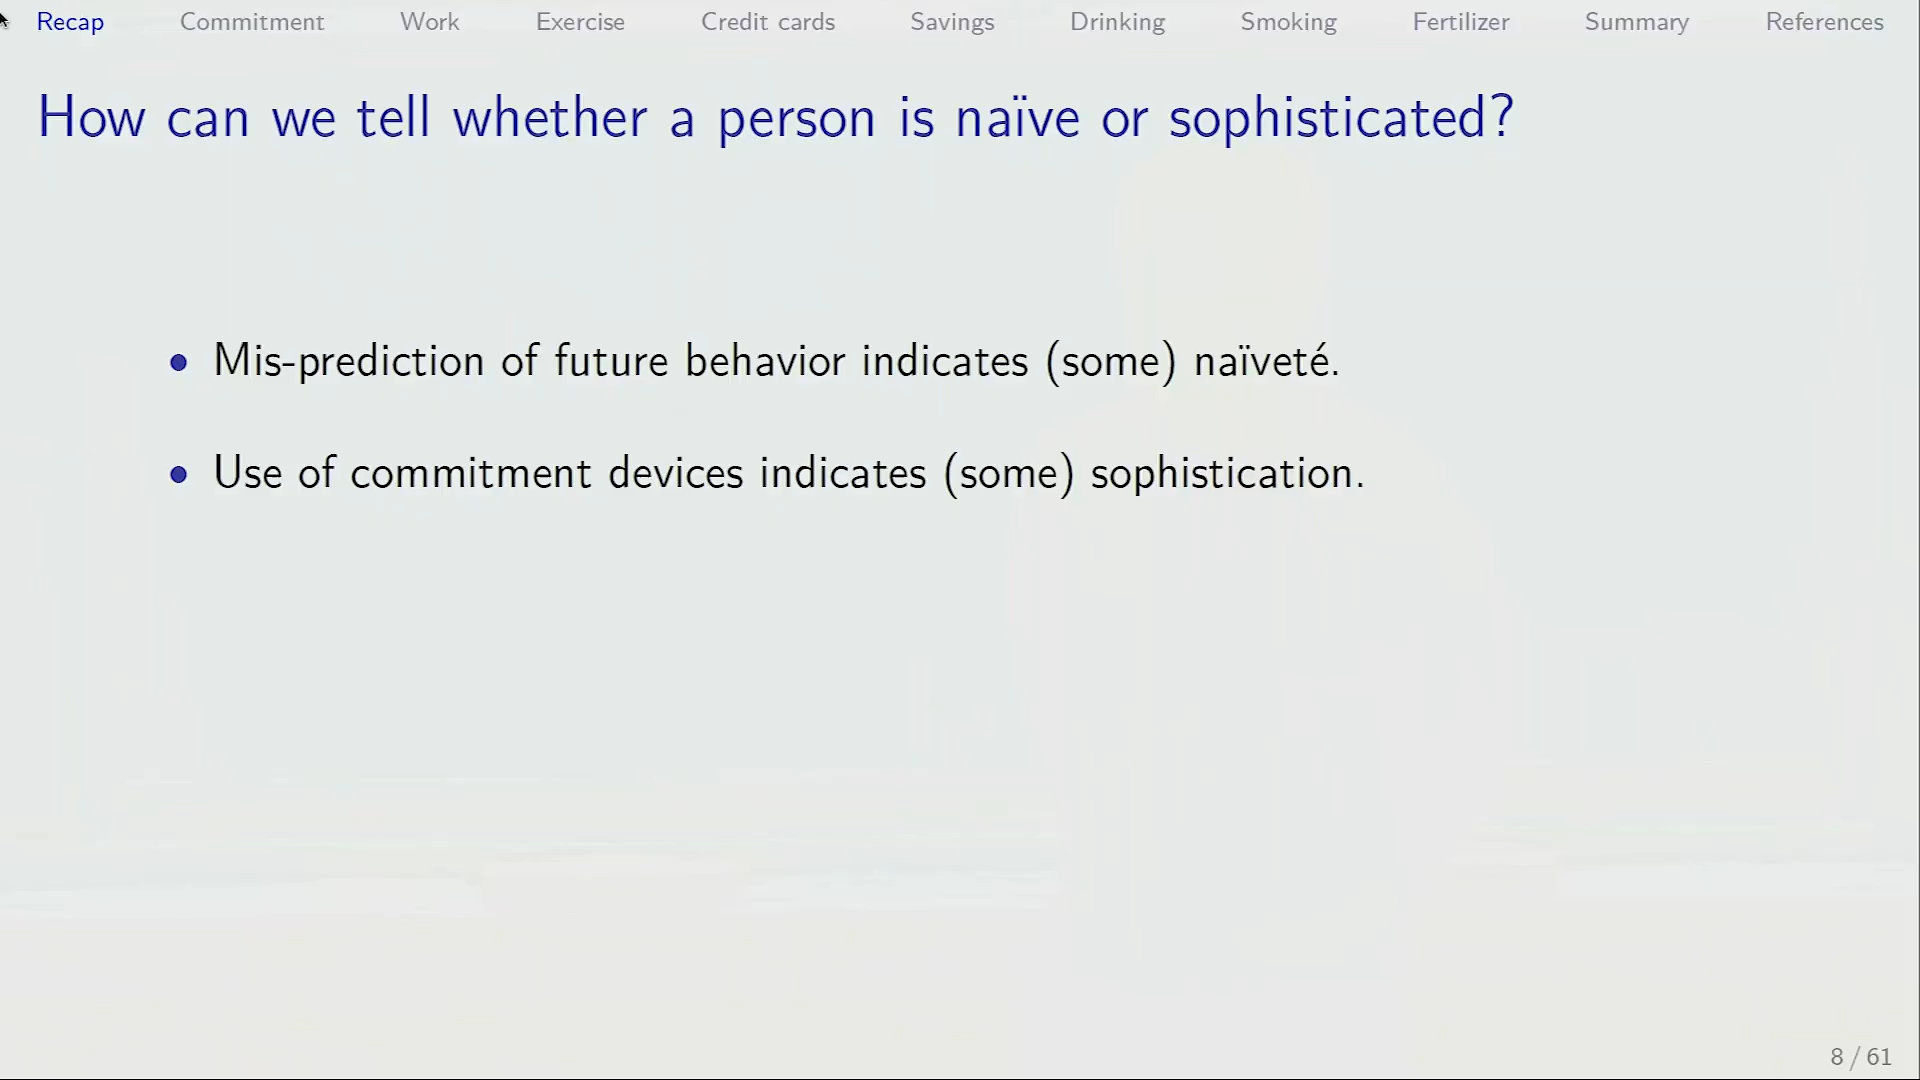 Recap Commitment Work Exercise Credit cards Savings Drinking Smoking Fertilizer Summary References
How can we tell whether a person is naïve or sophisticated?
• Mis-prediction of future behavior indicates (some) naïveté.
• Use of commitment devices indicates (some) sophistication.
8 / 61